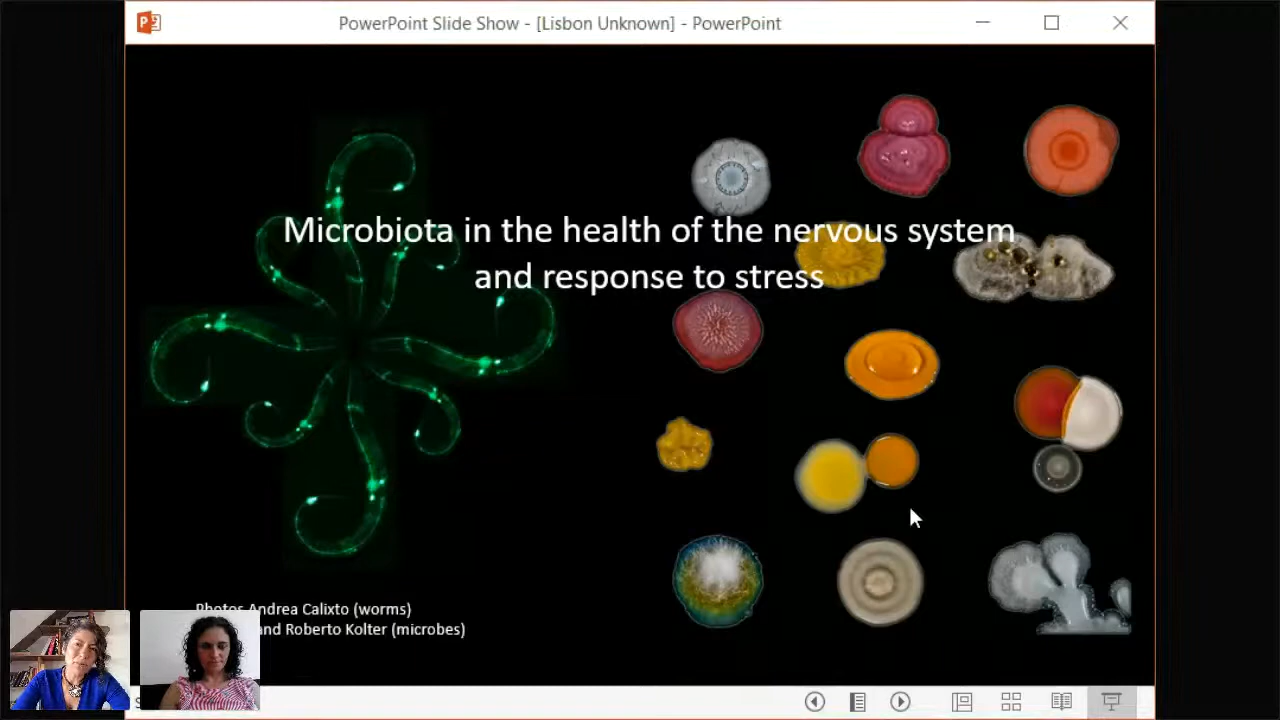 PowerPoint Slide Show - [Lisbon Unknown] - PowerPoint
Microbiota in the health of the nervous system
and response to stress
Photos Andrea Calixto (worms)
and Roberto Kolter (microbes)